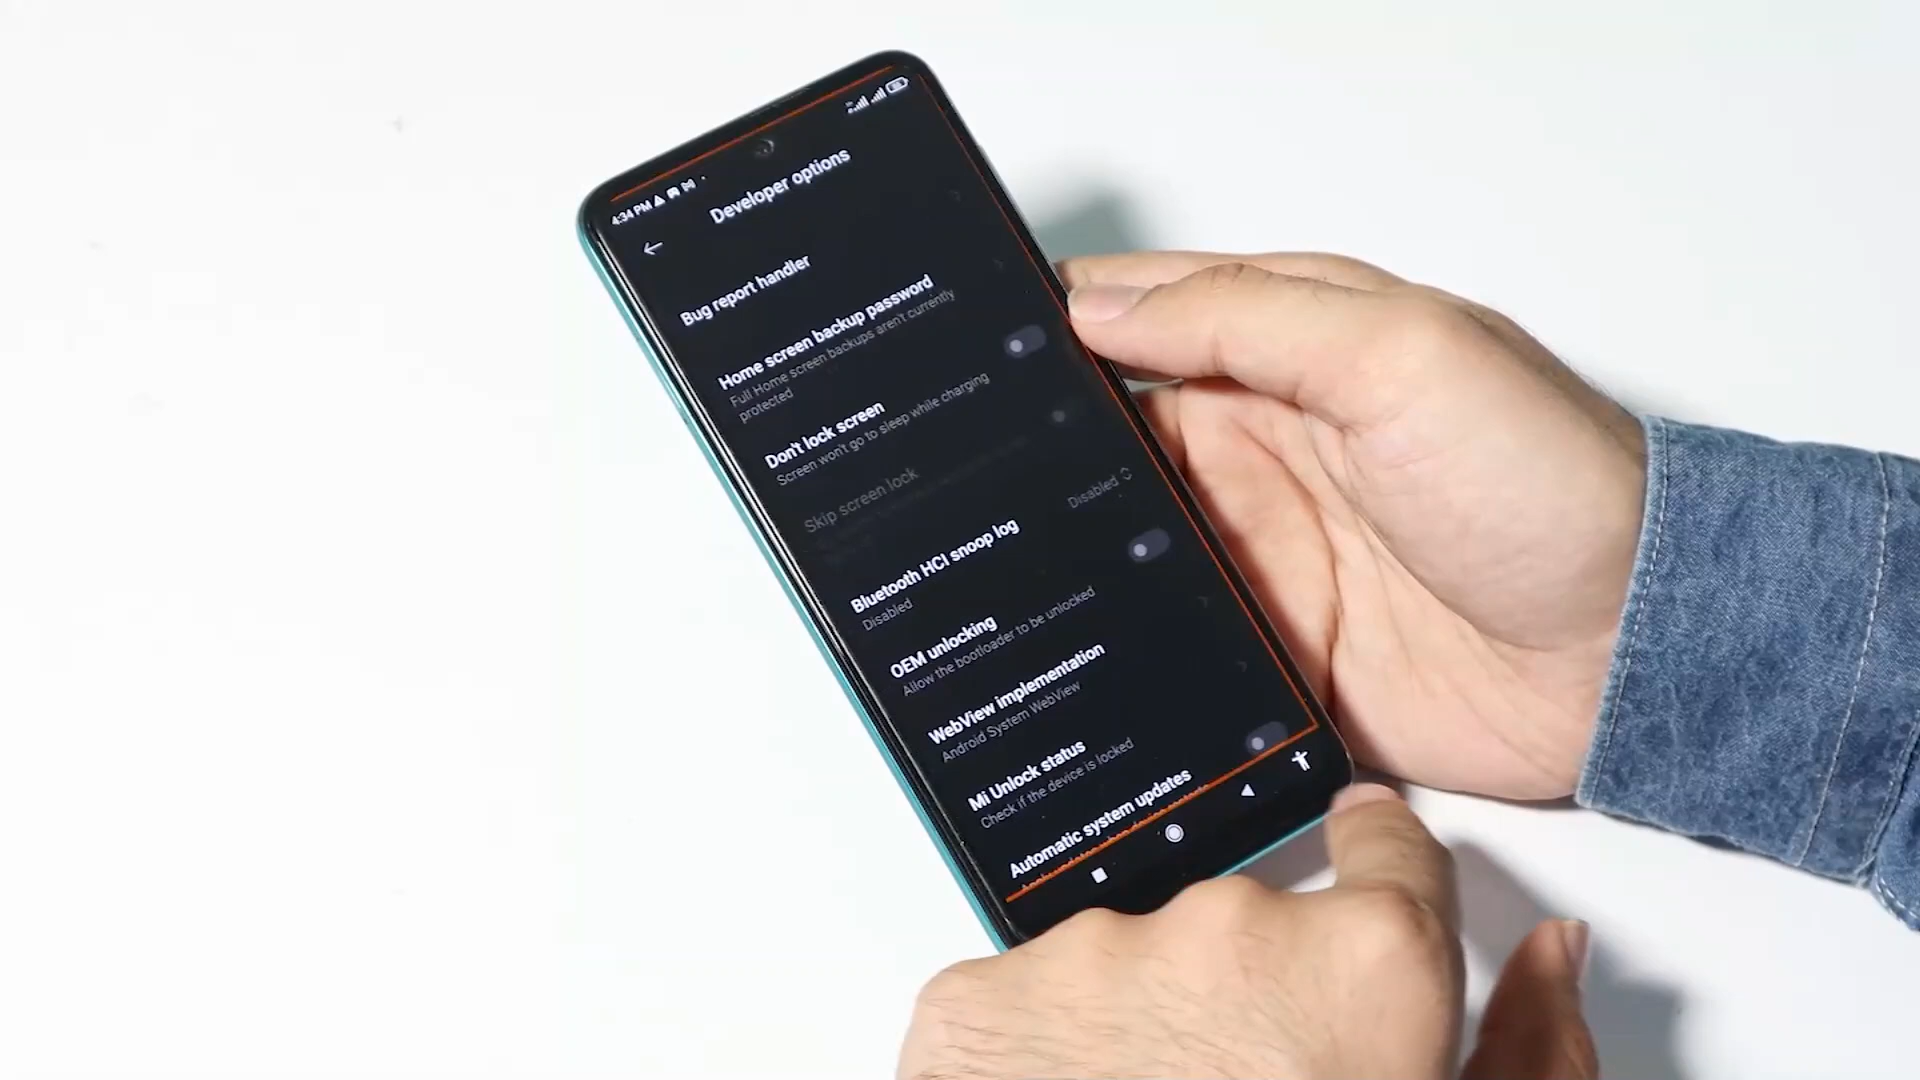 4:34 PM
Developer options
Bug report handler
Home screen backup password
Full Home screen backups aren't currently
protected
Don't lock screen
Screen won't go to sleep while charging
Skip screen lock
Bluetooth HCI snoop log
Disabled
Disabled
OEM unlocking
Allow the bootloader to be unlocked
WebView implementation
Android System WebView
Mi Unlock status
Check if the device is locked
Automatic system updates